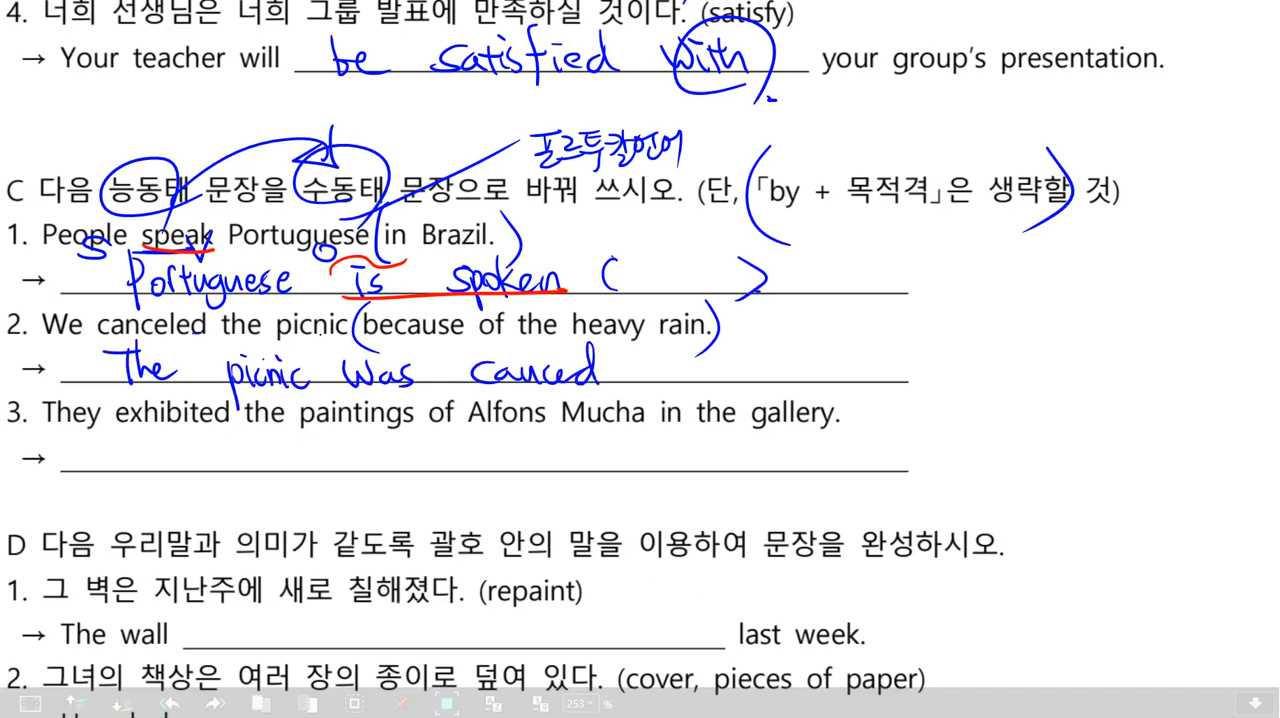 4. 너희 선생님은 너희 그룹 발표에 만족하실 것이다. (satisfy)
→ Your teacher will be satisfied with your group's presentation.
포르투칼언어
C 다음 능동태 문장을 수동태 문장으로 바꿔 쓰시오. (단, 「by + 목적격」은 생략할 것)
1. People speak Portuguese in Brazil.
S V O
→ Portuguese is spoken ( )
2. We canceled the picnic (because of the heavy rain.)
→ The picnic was cauced
3. They exhibited the paintings of Alfons Mucha in the gallery.
→
D 다음 우리말과 의미가 같도록 괄호 안의 말을 이용하여 문장을 완성하시오.
1. 그 벽은 지난주에 새로 칠해졌다. (repaint)
→ The wall last week.
2. 그녀의 책상은 여러 장의 종이로 덮여 있다. (cover, pieces of paper)
253 %